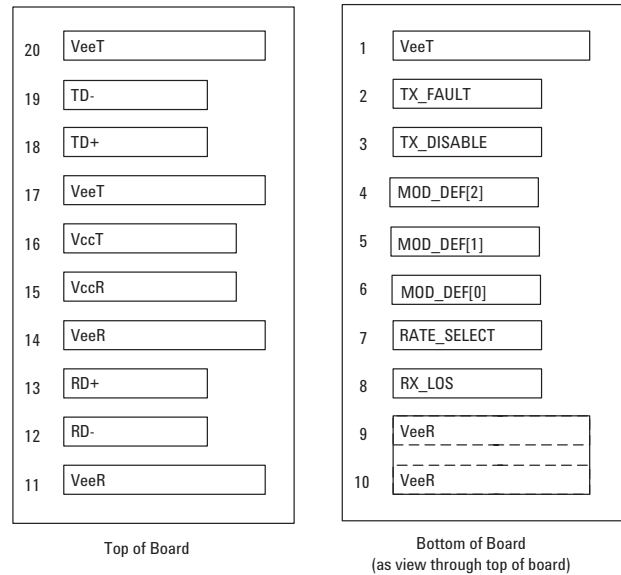 20 VeeT
19 TD-
18 TD+
17 VeeT
16 VccT
15 VccR
14 VeeR
13 RD+
12 RD-
11 VeeR
Top of Board
1 VeeT
2 TX_FAULT
3 TX_DISABLE
4 MOD_DEF[2]
5 MOD_DEF[1]
6 MOD_DEF[0]
7 RATE_SELECT
8 RX_LOS
9 VeeR
10 VeeR
Bottom of Board
(as view through top of board)